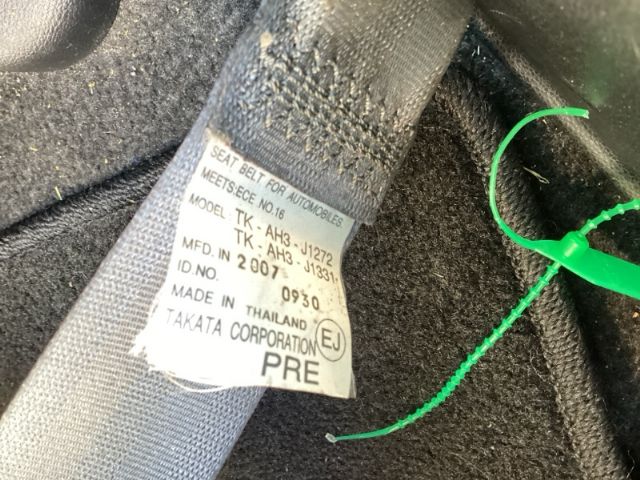 SEAT BELT FOR AUTOMOBILES.
MEETS:ECE NO.16
MODEL: TK-AH3-J1272
TK-AH3-J1331-
MFD. IN 2007
ID.NO. 0930
MADE IN THAILAND
TAKATA CORPORATION EJ
PRE